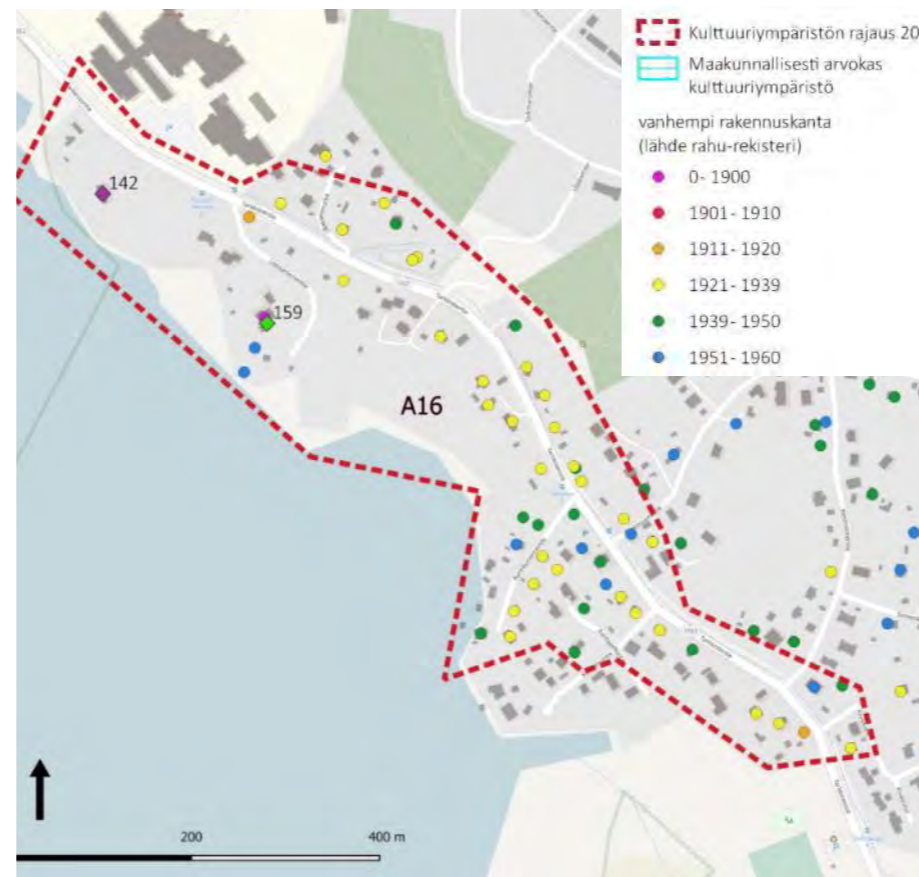 Kulttuuriympäristön rajaus 20
Maakunnallisesti arvokas
kulttuuriympäristö
vanhempi rakennuskanta
(lähde rahu-rekisteri)
0- 1900
1901- 1910
1911- 1920
1921- 1939
1939- 1950
1951- 1960
142
159
A16
200
400 m